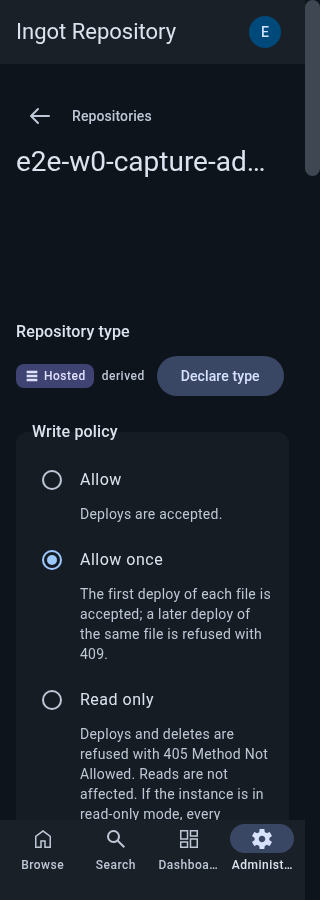 Ingot Repository
E
Repositories
e2e-w0-capture-ad…
Repository type
Hosted derived Declare type
Write policy
Allow
Deploys are accepted.
Allow once
The first deploy of each file is
accepted; a later deploy of
the same file is refused with
409.
Read only
Deploys and deletes are
refused with 405 Method Not
Allowed. Reads are not
affected. If the instance is in
read-only mode, every
Browse Search Dashboa… Administ…